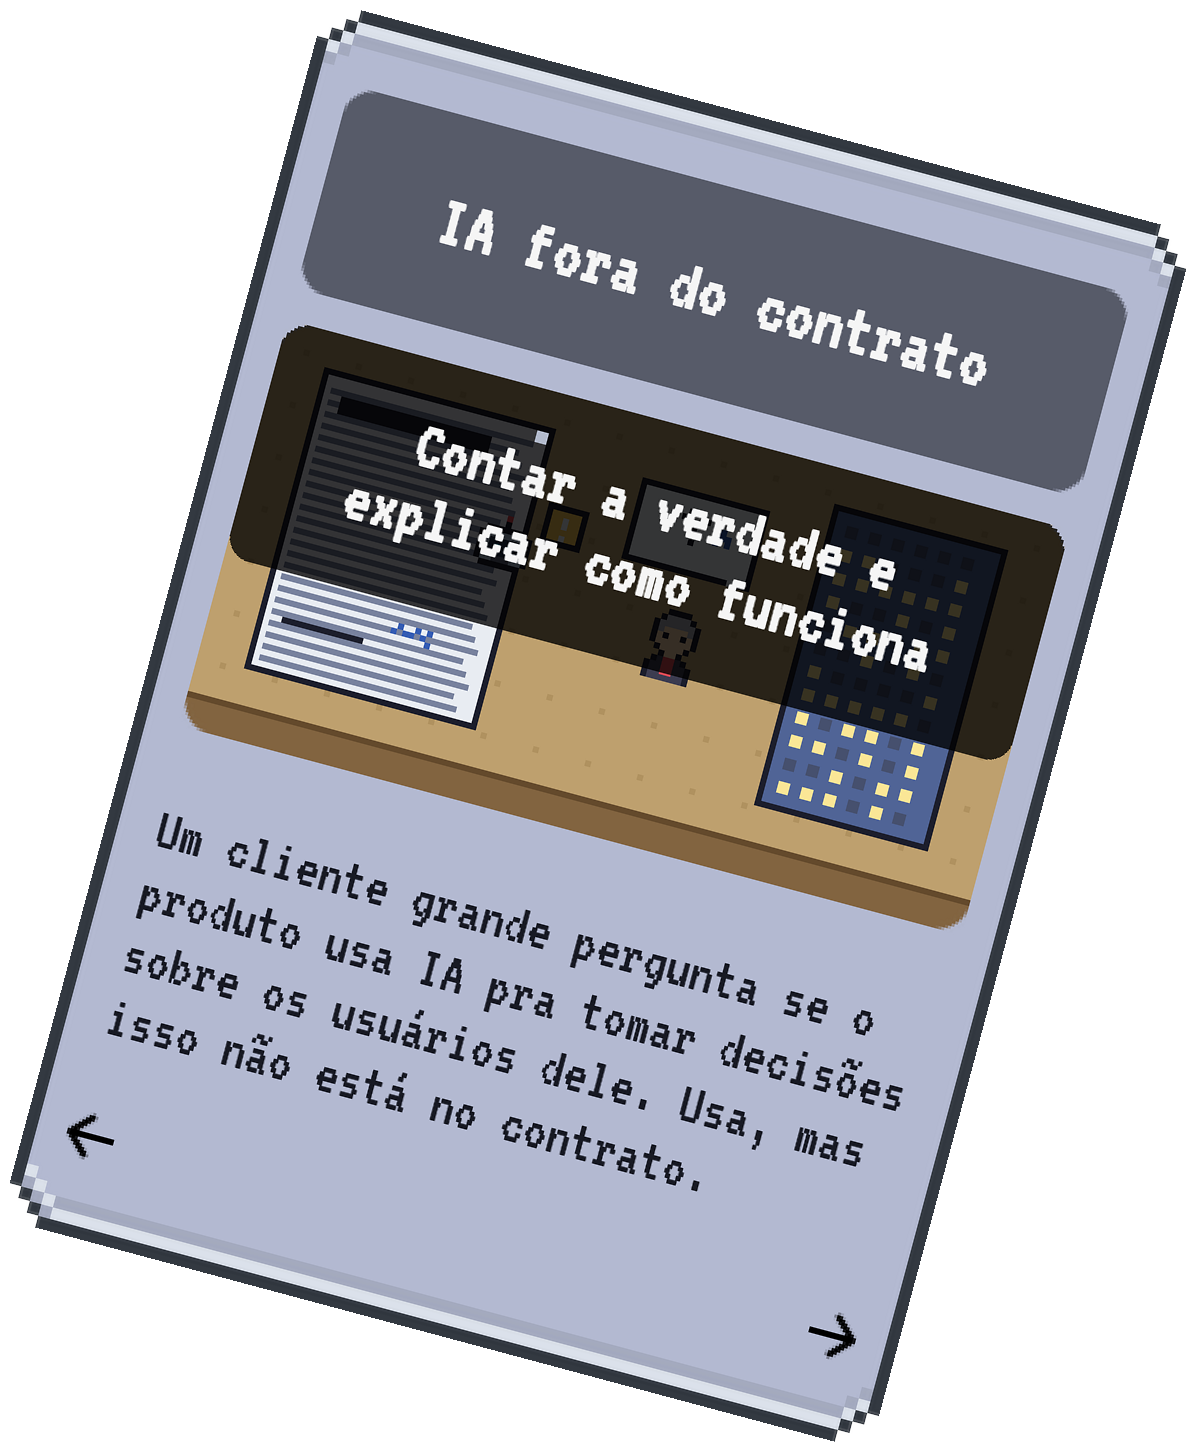 IA fora do contrato
Contar a verdade e
explicar como funciona
Um cliente grande pergunta se o
produto usa IA pra tomar decisões
sobre os usuários dele. Usa, mas
isso não está no contrato.